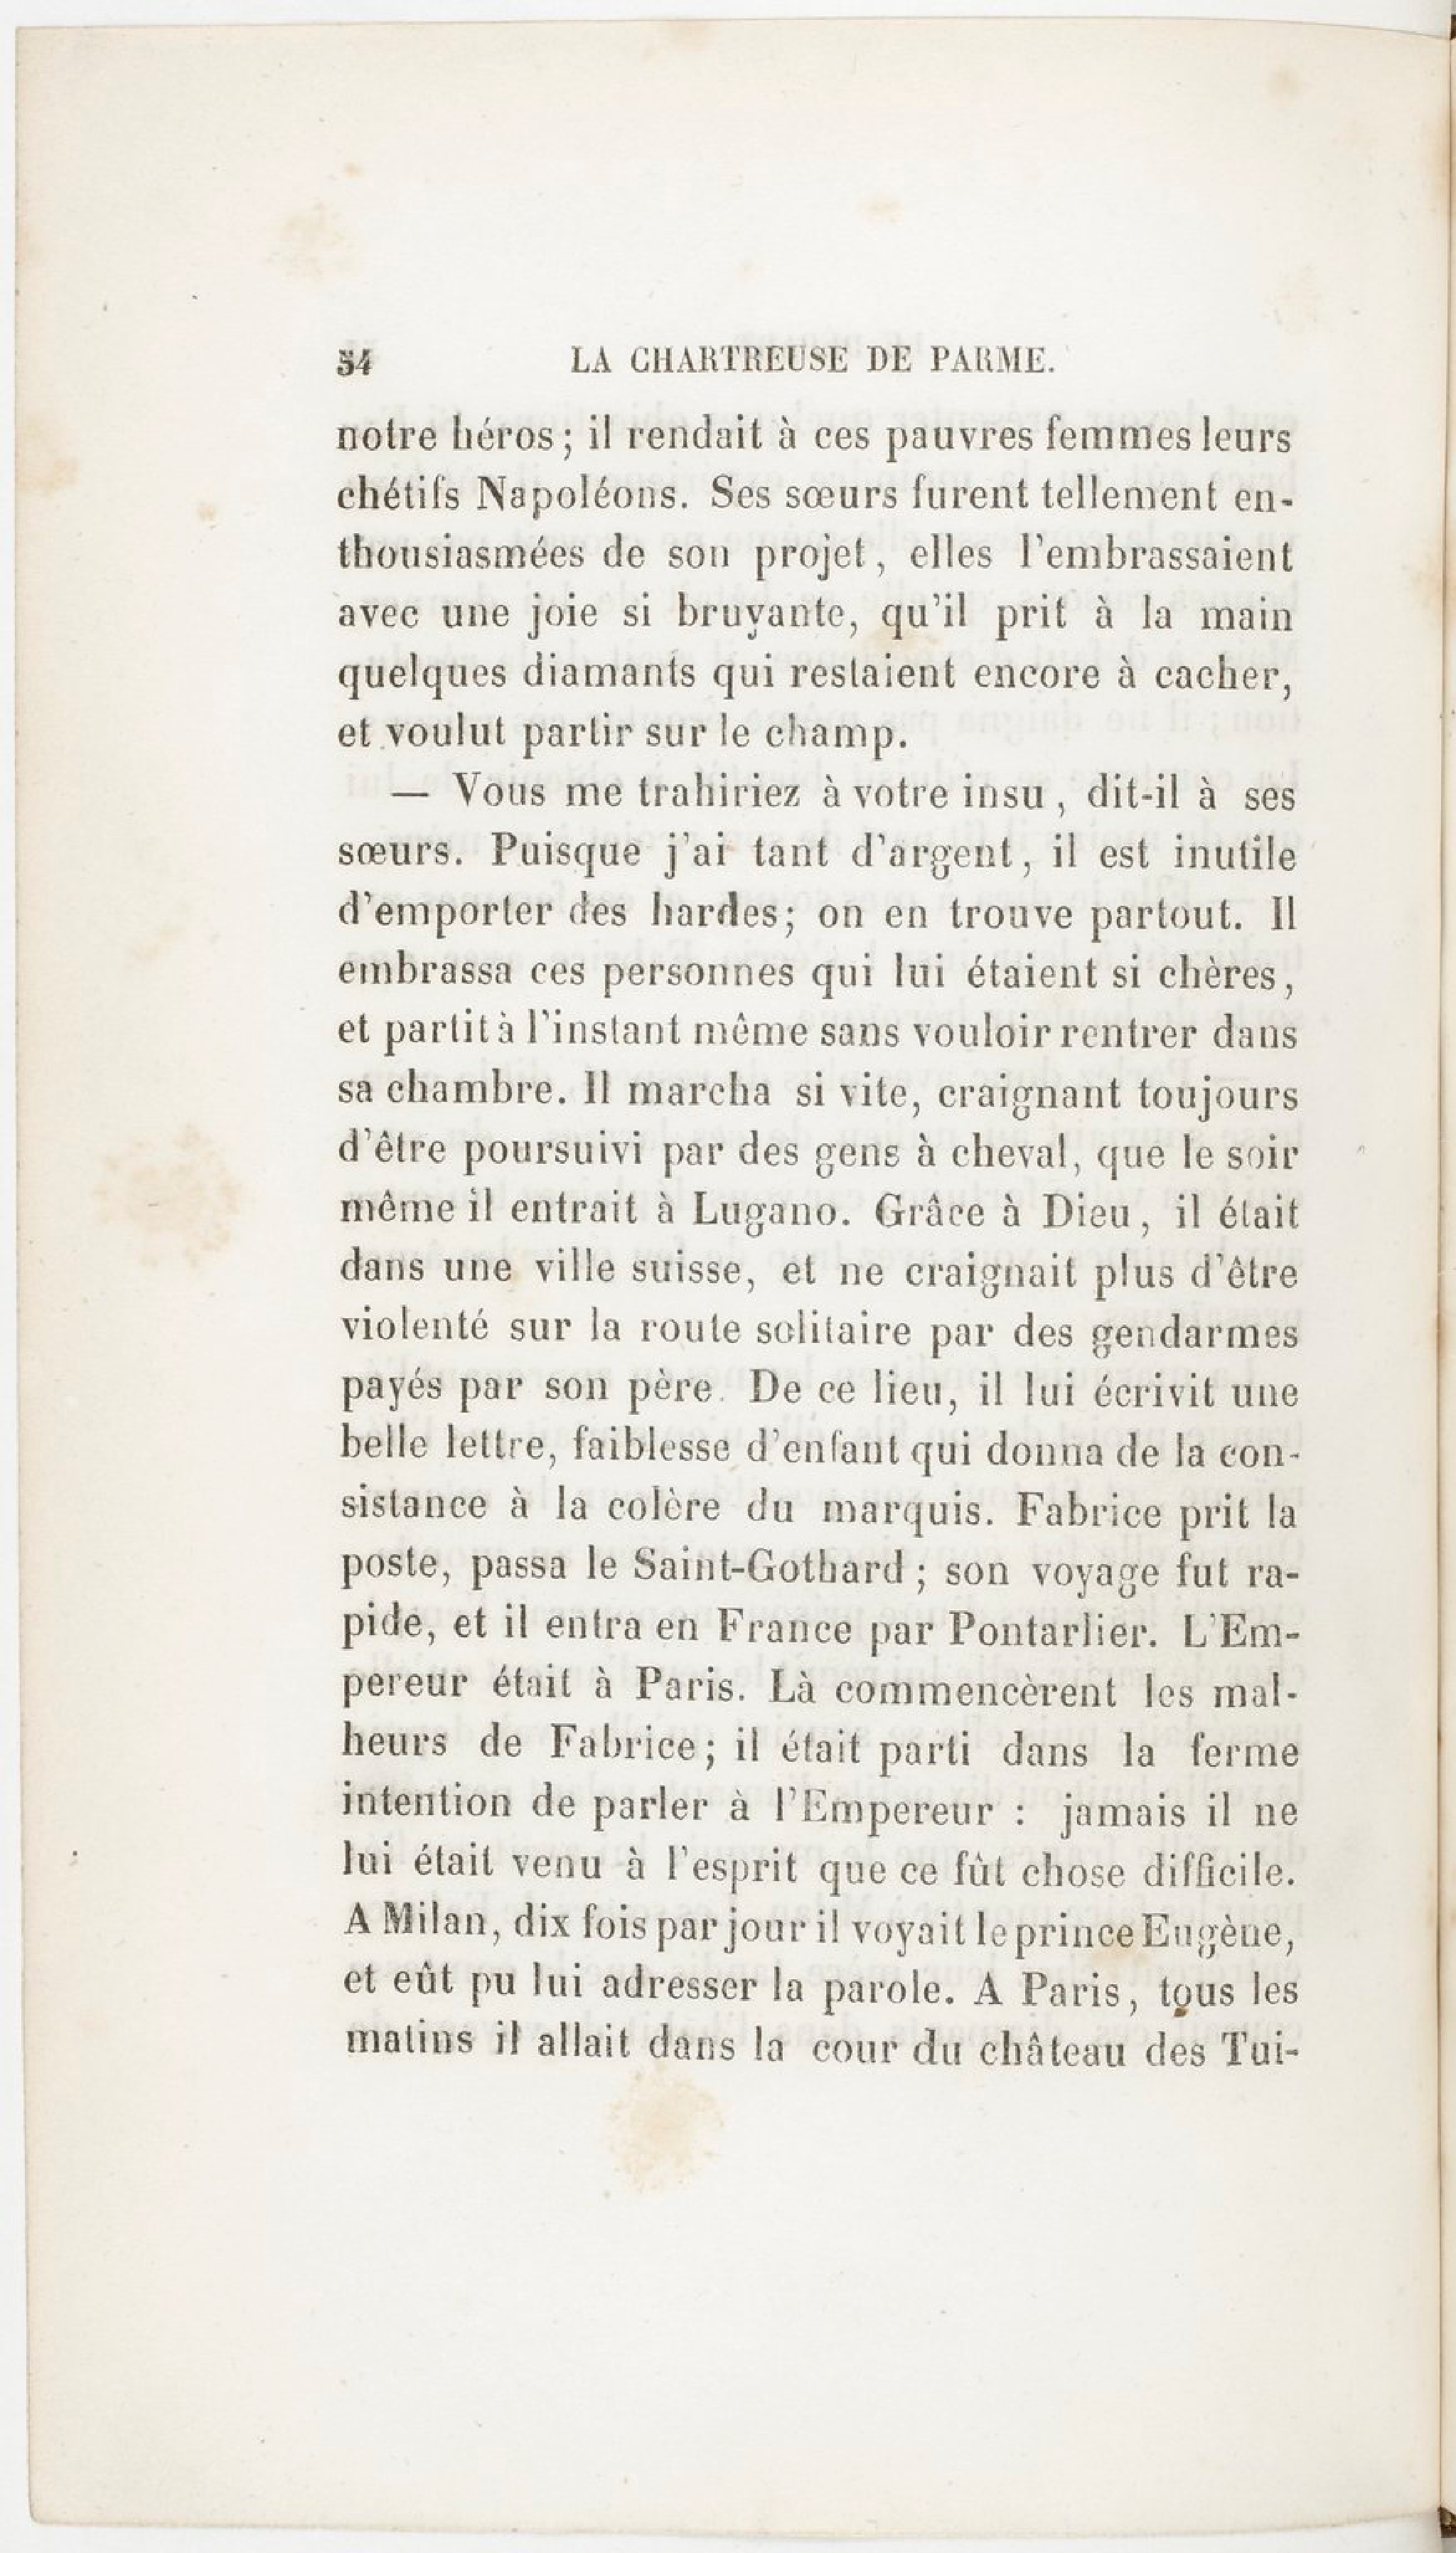 54 LA CHARTREUSE DE PARME.
notre héros ; il rendait à ces pauvres femmes leurs
chétifs Napoléons. Ses sœurs furent tellement en-
thousiasmées de son projet, elles l'embrassaient
avec une joie si bruyante, qu'il prit à la main
quelques diamants qui restaient encore à cacher,
et voulut partir sur le champ.
— Vous me trahiriez à votre insu, dit-il à ses
sœurs. Puisque j'ai tant d'argent, il est inutile
d'emporter des hardes; on en trouve partout. Il
embrassa ces personnes qui lui étaient si chères,
et partit à l'instant même sans vouloir rentrer dans
sa chambre. Il marcha si vite, craignant toujours
d'être poursuivi par des gens à cheval, que le soir
même il entrait à Lugano. Grâce à Dieu, il était
dans une ville suisse, et ne craignait plus d'être
violenté sur la route solitaire par des gendarmes
payés par son père. De ce lieu, il lui écrivit une
belle lettre, faiblesse d'enfant qui donna de la con-
sistance à la colère du marquis. Fabrice prit la
poste, passa le Saint-Gothard ; son voyage fut ra-
pide, et il entra en France par Pontarlier. L'Em-
pereur était à Paris. Là commencèrent les mal-
heurs de Fabrice; il était parti dans la ferme
intention de parler à l'Empereur : jamais il ne
lui était venu à l'esprit que ce fût chose difficile.
A Milan, dix fois par jour il voyait le prince Eugène,
et eût pu lui adresser la parole. A Paris, tous les
matins il allait dans la cour du château des Tui-